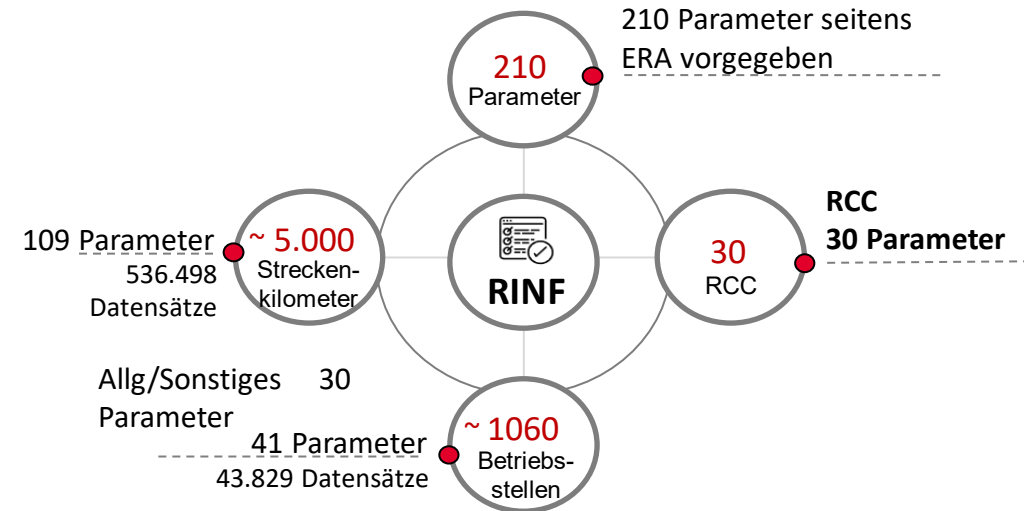 210 Parameter seitens
ERA vorgegeben
210
Parameter
109 Parameter
536.498
Datensätze
~ 5.000
Strecken-
kilometer
RINF
30
RCC
RCC
30 Parameter
Allg/Sonstiges 30
Parameter
41 Parameter
43.829 Datensätze
~ 1060
Betriebs-
stellen